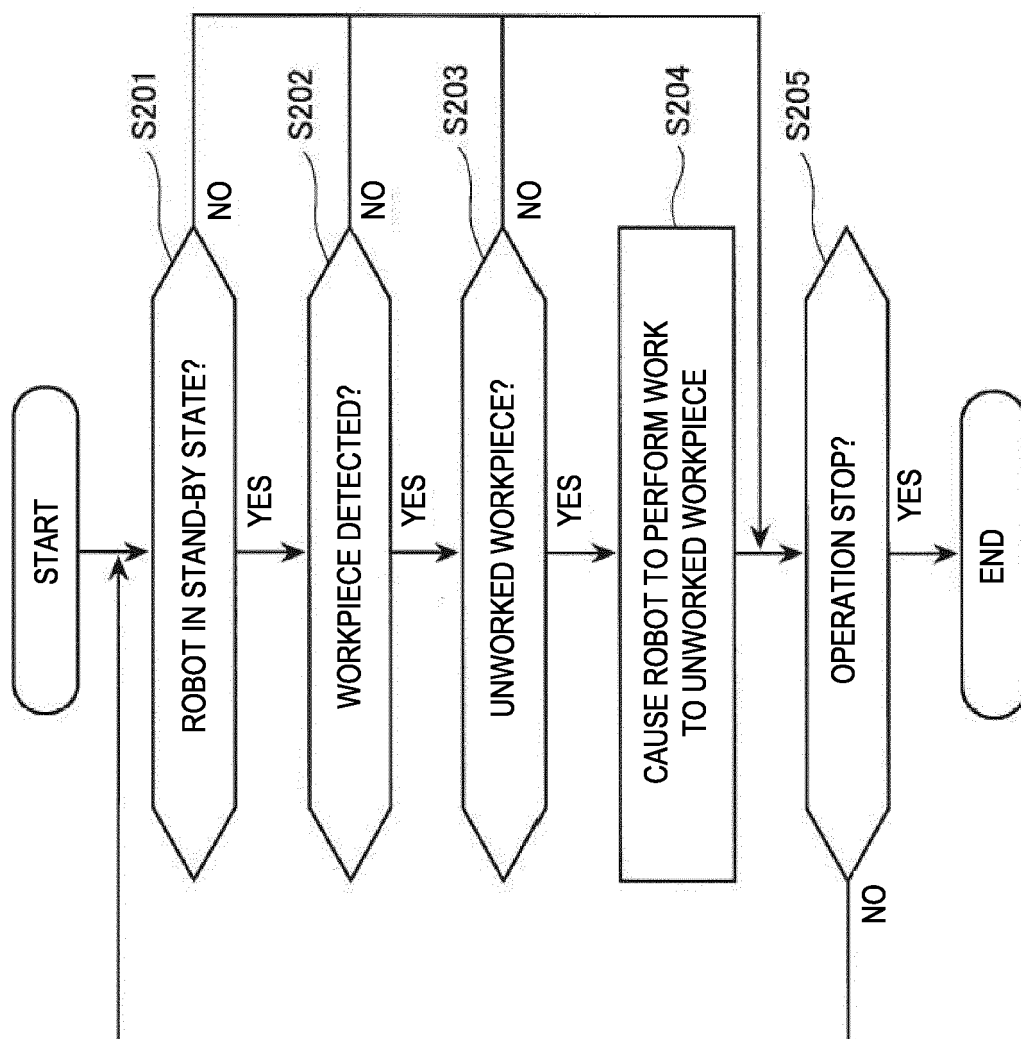 START
ROBOT IN STAND-BY STATE?
S201
NO
YES
WORKPIECE DETECTED?
S202
NO
YES
UNWORKED WORKPIECE?
S203
NO
YES
CAUSE ROBOT TO PERFORM WORK
TO UNWORKED WORKPIECE
S204
OPERATION STOP?
S205
NO
YES
END